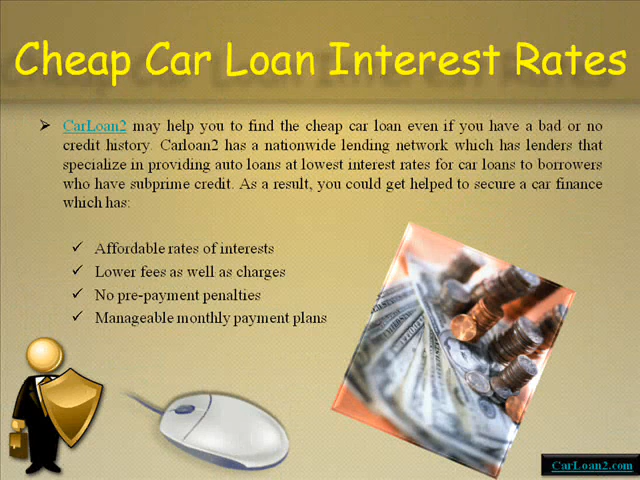 Cheap Car Loan Interest Rates
CarLoan2 may help you to find the cheap car loan even if you have a bad or no
credit history. Carloan2 has a nationwide lending network which has lenders that
specialize in providing auto loans at lowest interest rates for car loans to borrowers
who have subprime credit. As a result, you could get helped to secure a car finance
which has:
Affordable rates of interests
Lower fees as well as charges
No pre-payment penalties
Manageable monthly payment plans
CarLoan2.com